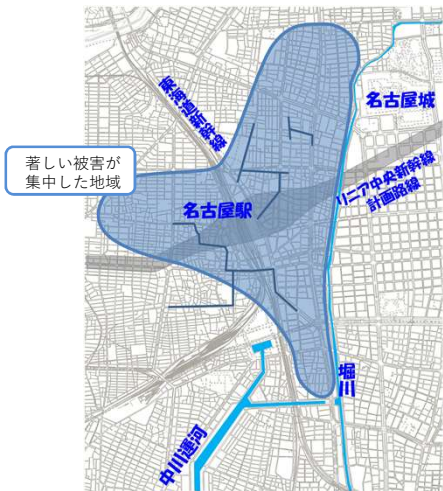 東海道新幹線
名古屋城
著しい被害が
集中した地域
名古屋駅
リニア中央新幹線
計画路線
堀川
中川運河